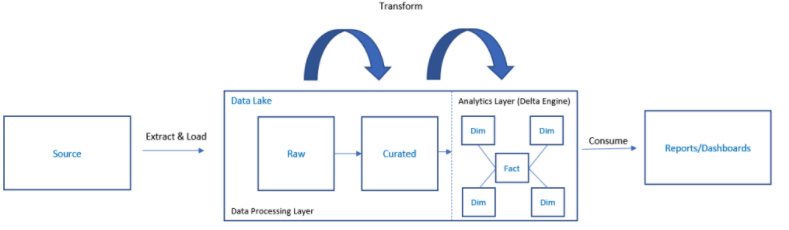 Transform
Data Lake
Analytics Layer (Delta Engine)
Source
Extract & Load
Raw
Curated
Dim
Dim
Fact
Dim
Dim
Consume
Reports/Dashboards
Data Processing Layer